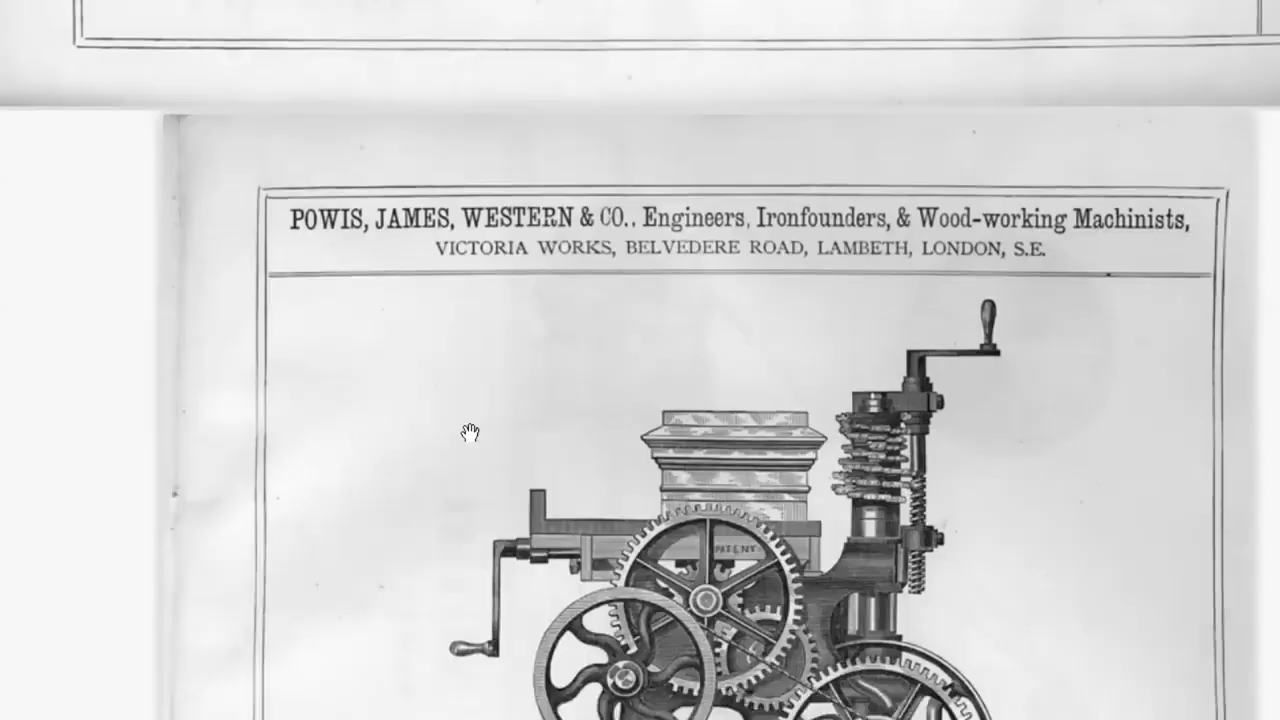 POWIS, JAMES, WESTERN & CO., Engineers, Ironfounders, & Wood-working Machinists,
VICTORIA WORKS, BELVEDERE ROAD, LAMBETH, LONDON, S.E.
PATENT